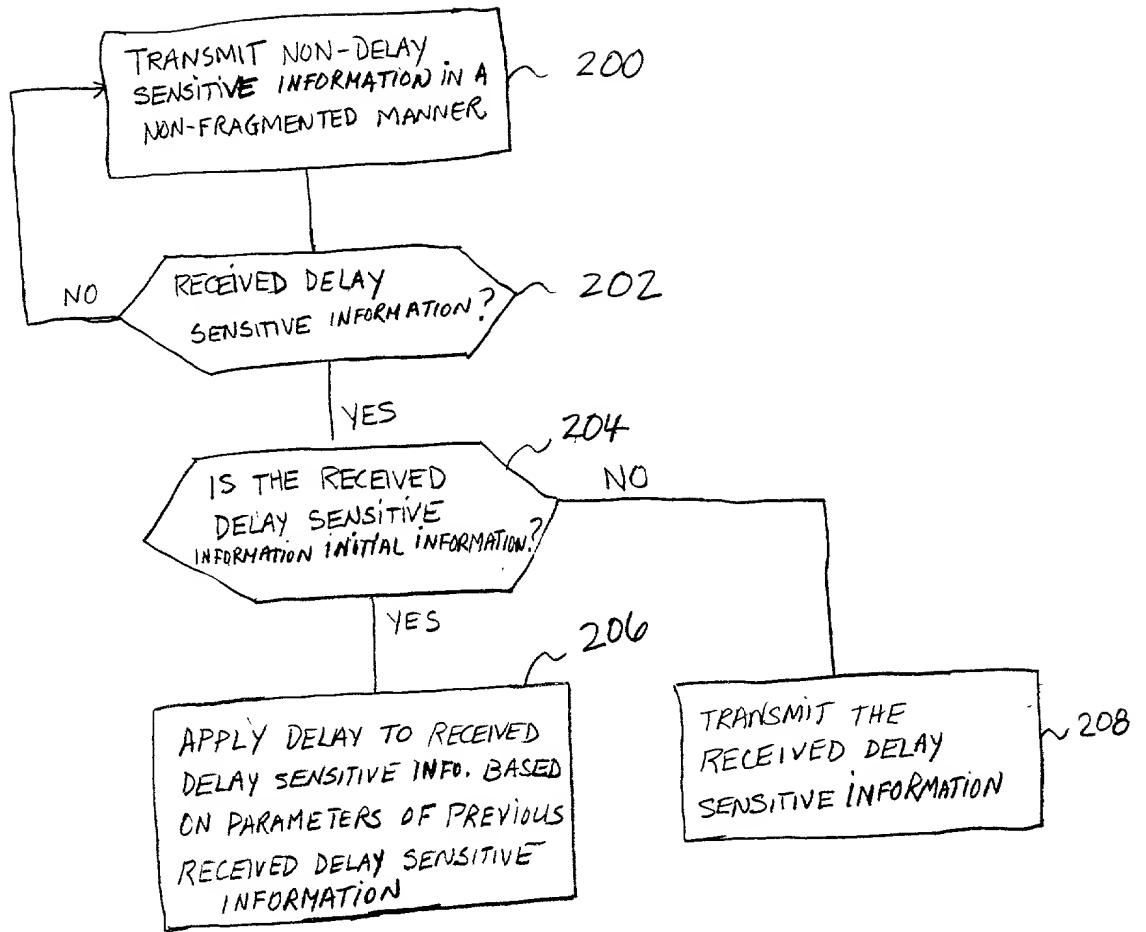 TRANSMIT NON-DELAY
SENSITIVE INFORMATION IN A
NON-FRAGMENTED MANNER
200
RECEIVED DELAY
SENSITIVE INFORMATION?
202
NO
YES
204
IS THE RECEIVED
DELAY SENSITIVE
INFORMATION INITIAL INFORMATION?
NO
YES
206
APPLY DELAY TO RECEIVED
DELAY SENSITIVE INFO. BASED
ON PARAMETERS OF PREVIOUS
RECEIVED DELAY SENSITIVE
INFORMATION
TRANSMIT THE
RECEIVED DELAY
SENSITIVE INFORMATION
208